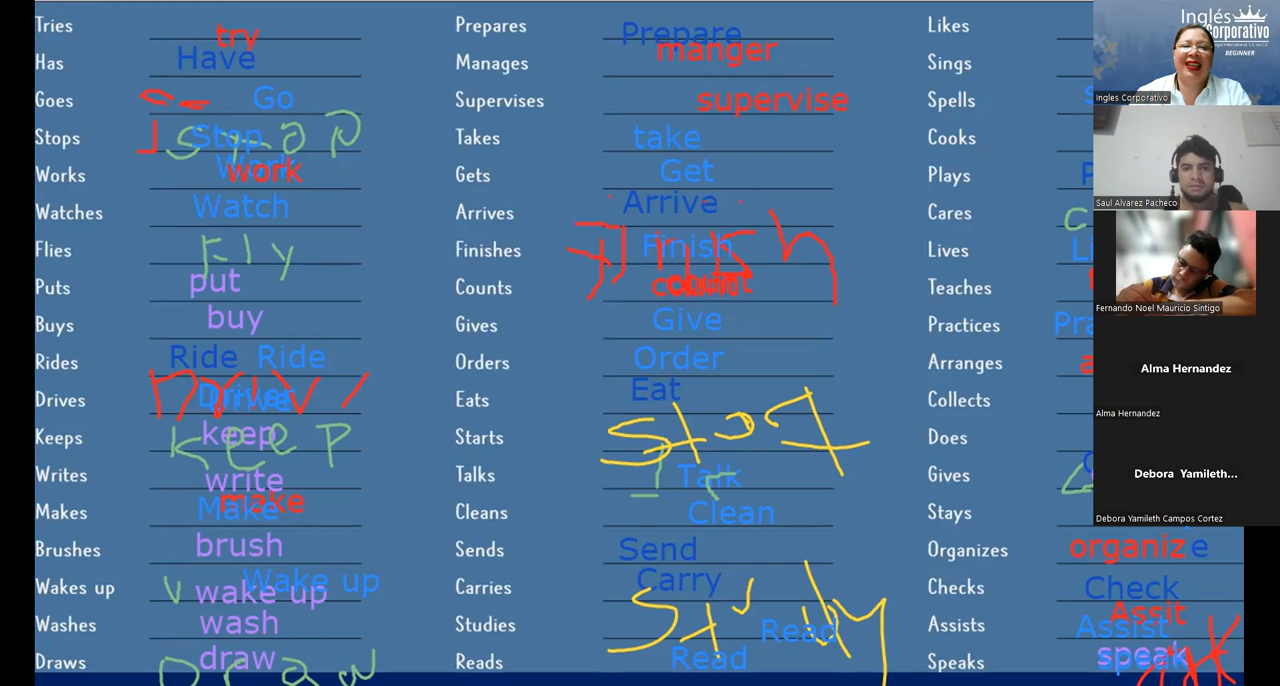 Tries try
Has Have
Goes Go
Stops Stop Stop
Works Work work
Watches Watch
Flies Fly
Puts put
Buys buy
Rides Ride Ride
Drives Drive
Keeps keep Keep
Writes write
Makes Make make
Brushes brush
Wakes up wake up Wake up
Washes wash
Draws draw Draw
Prepares Prepare
Manages manger
Supervises supervise
Takes take
Gets Get
Arrives Arrive
Finishes Finish Finish
Counts count
Gives Give
Orders Order
Eats Eat
Starts
Talks Talk
Cleans Clean
Sends Send
Carries Carry
Studies
Reads Read Read
Likes
Sings
Spells
Cooks
Plays
Cares
Lives
Teaches
Practices
Arranges
Collects
Does
Gives
Stays
Organizes organize
Checks Check
Assists Assit Assist
Speaks speak
Inglés
Corporativo
BEGINNER
Ingles Corporativo
Saul Alvarez Pacheco
Fernando Noel Mauricio Sintigo
Alma Hernandez
Alma Hernandez
Debora Yamileth...
Debora Yamileth Campos Cortez